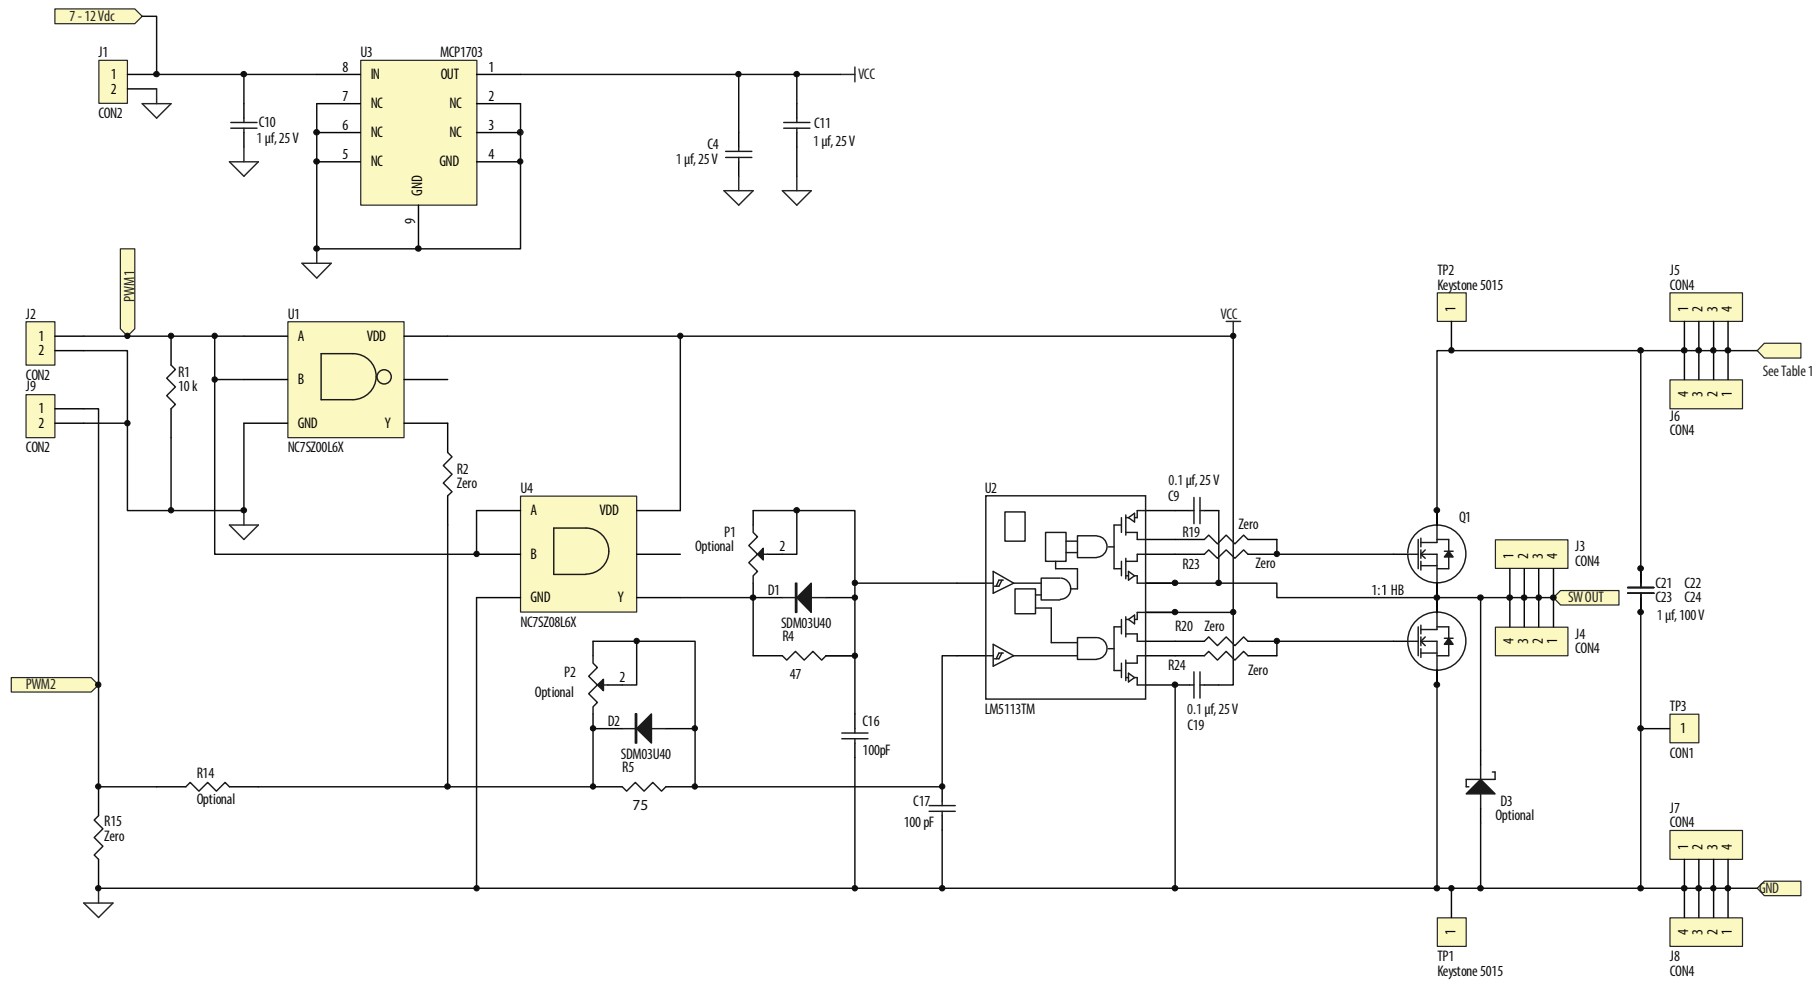 7 - 12 Vdc
J1
1
2
CON2
C10
1 µf, 25 V
U3
MCP1703
8
IN
OUT
1
7
NC
NC
2
6
NC
NC
3
5
NC
GND
4
GND
9
VCC
C4
1 µf, 25 V
C11
1 µf, 25 V
PWM1
J2
1
2
CON2
J9
1
2
CON2
R1
10 k
U1
A
VDD
B
GND
Y
NC7SZ00L6X
R2
Zero
U4
A
VDD
B
GND
Y
NC7SZ08L6X
P1
Optional
2
D1
SDM03U40
R4
47
P2
Optional
2
D2
SDM03U40
R5
75
C16
100pF
C17
100 pF
PWM2
R14
Optional
R15
Zero
VCC
U2
LM5113TM
0.1 µf, 25 V
C9
R19
Zero
R23
Zero
R20
Zero
R24
Zero
0.1 µf, 25 V
C19
1:1 HB
Q1
TP2
Keystone 5015
1
J5
CON4
1 2 3 4
See Table 1
4 3 2 1
J6
CON4
1 2 3 4
J3
CON4
SW OUT
4 3 2 1
J4
CON4
C21 C22
C23 C24
1 µf, 100 V
TP3
1
CON1
D3
Optional
J7
CON4
1 2 3 4
GND
4 3 2 1
J8
CON4
1
TP1
Keystone 5015